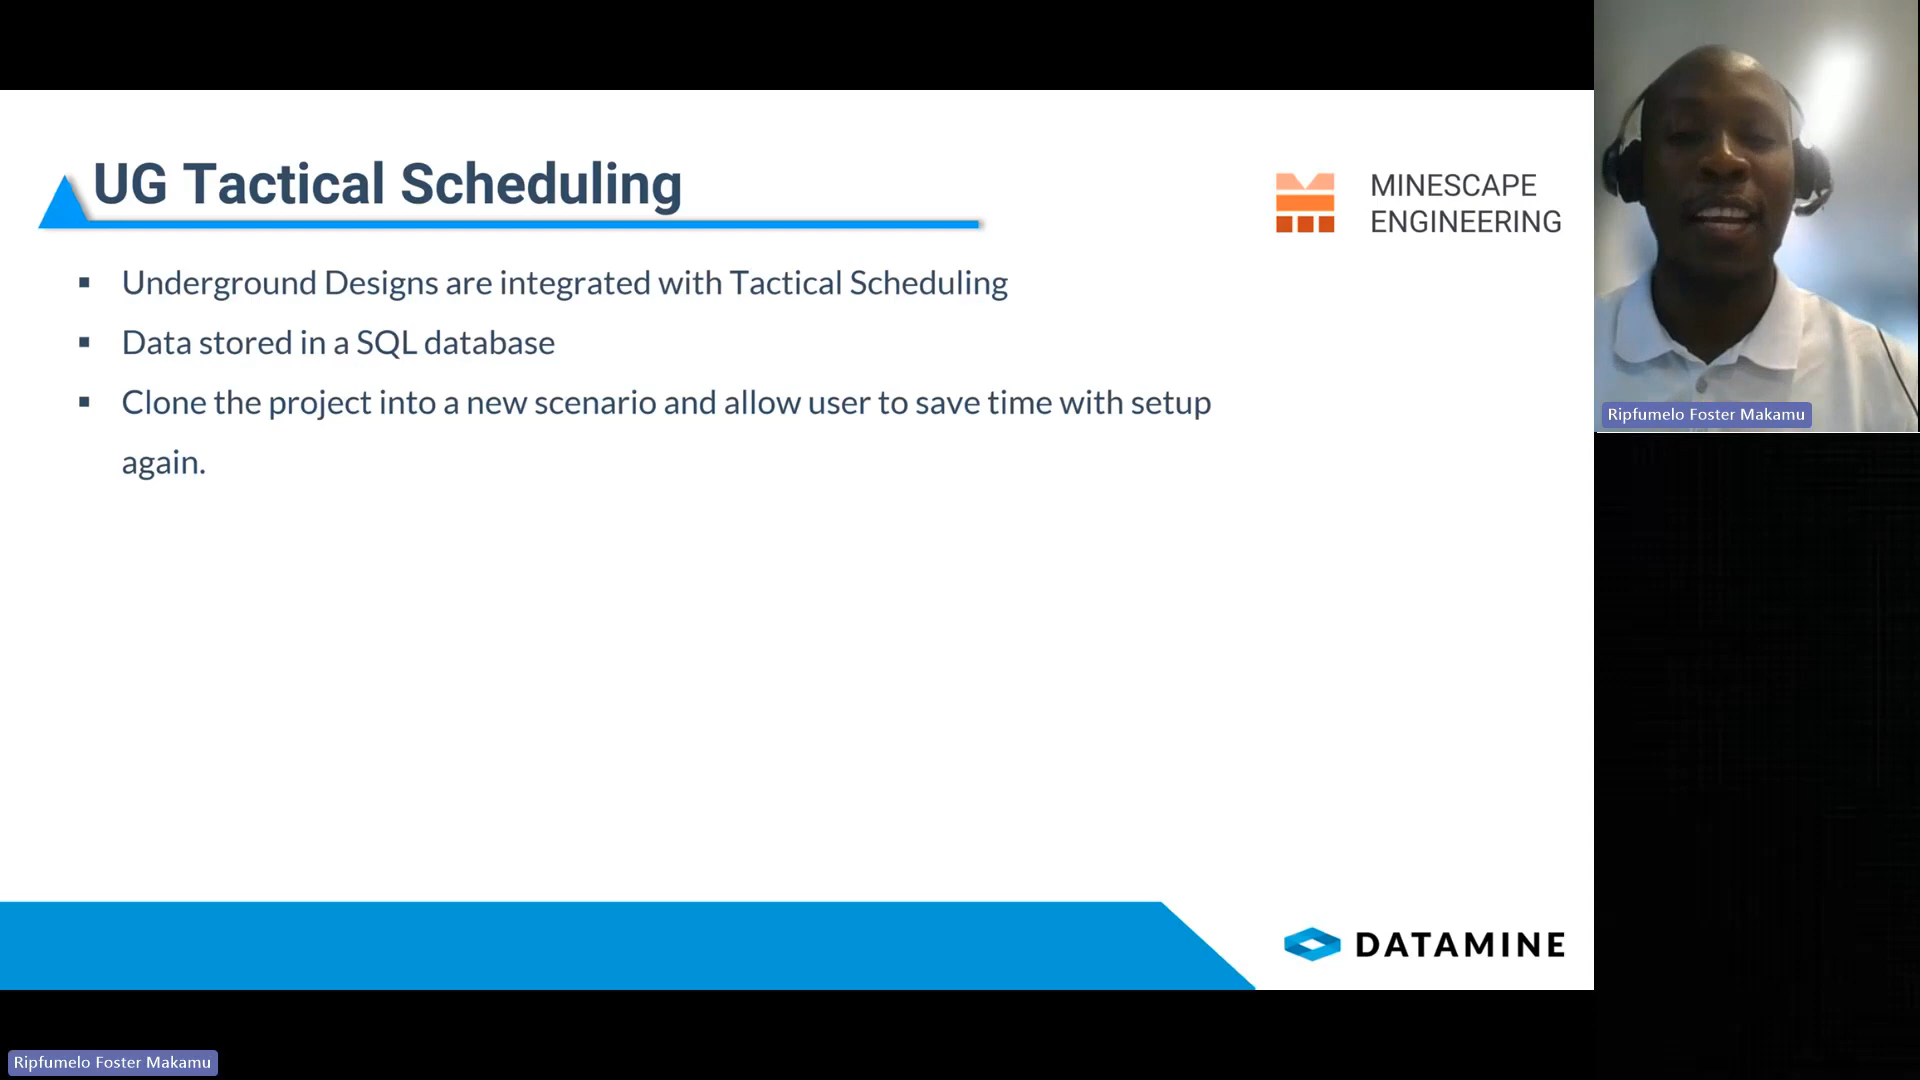 UG Tactical Scheduling
MINESCAPE
ENGINEERING
▪ Underground Designs are integrated with Tactical Scheduling
▪ Data stored in a SQL database
▪ Clone the project into a new scenario and allow user to save time with setup
again.
DATAMINE
Ripfumelo Foster Makamu
Ripfumelo Foster Makamu